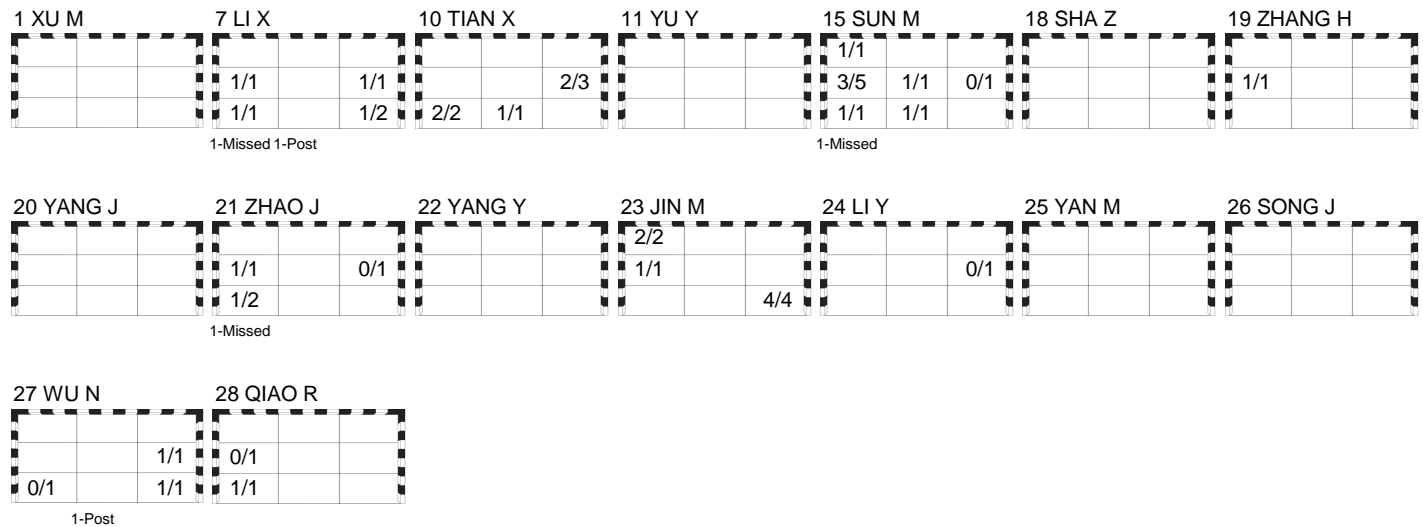 1 XU M 7 LI X 10 TIAN X 11 YU Y 15 SUN M 18 SHA Z 19 ZHANG H
1/1
1/1 1/1 2/3 3/5 1/1 0/1 1/1
1/1 1/2 2/2 1/1 1/1 1/1
1-Missed 1-Post 1-Missed
20 YANG J 21 ZHAO J 22 YANG Y 23 JIN M 24 LI Y 25 YAN M 26 SONG J
2/2
1/1 0/1 1/1 0/1
1/2 4/4
1-Missed
27 WU N 28 QIAO R
1/1 0/1
0/1 1/1 1/1
1-Post